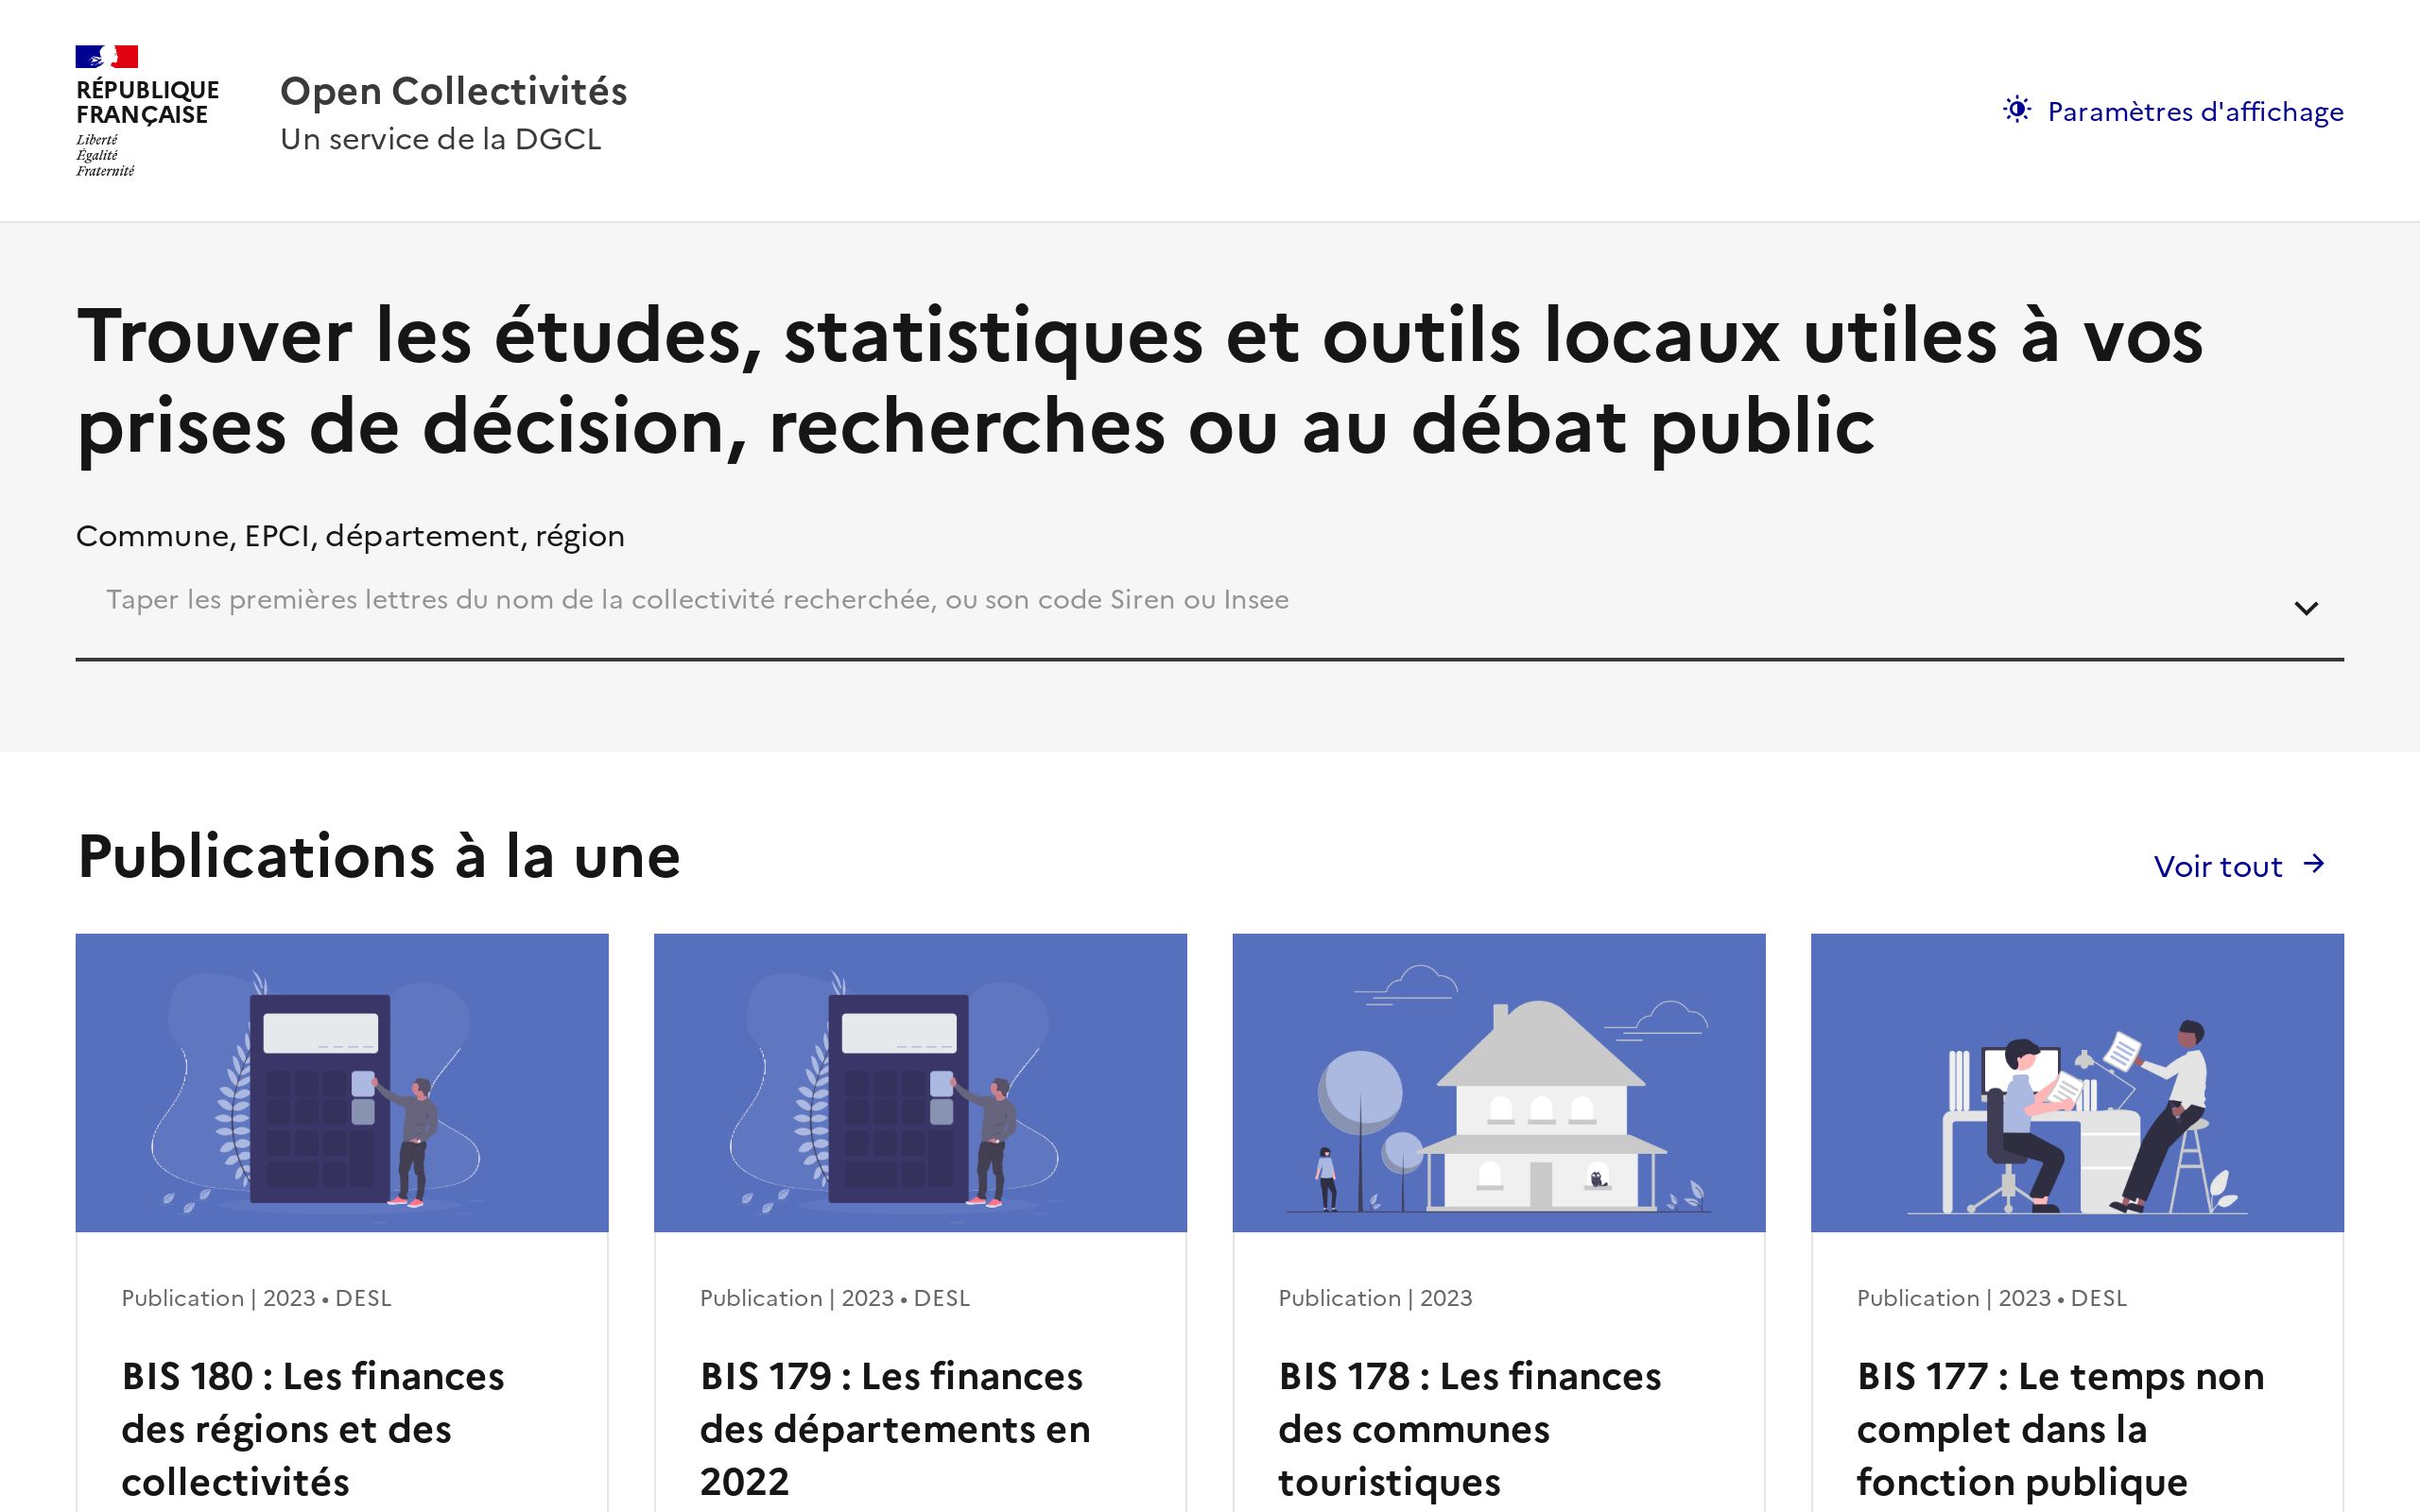 RÉPUBLIQUE
FRANÇAISE
Liberté
Égalité
Fraternité
Open Collectivités
Un service de la DGCL
Paramètres d'affichage
Trouver les études, statistiques et outils locaux utiles à vos
prises de décision, recherches ou au débat public
Commune, EPCI, département, région
Taper les premières lettres du nom de la collectivité recherchée, ou son code Siren ou Insee
Publications à la une
Voir tout
Publication | 2023 • DESL
BIS 180 : Les finances
des régions et des
collectivités
Publication | 2023 • DESL
BIS 179 : Les finances
des départements en
2022
Publication | 2023
BIS 178 : Les finances
des communes
touristiques
Publication | 2023 • DESL
BIS 177 : Le temps non
complet dans la
fonction publique